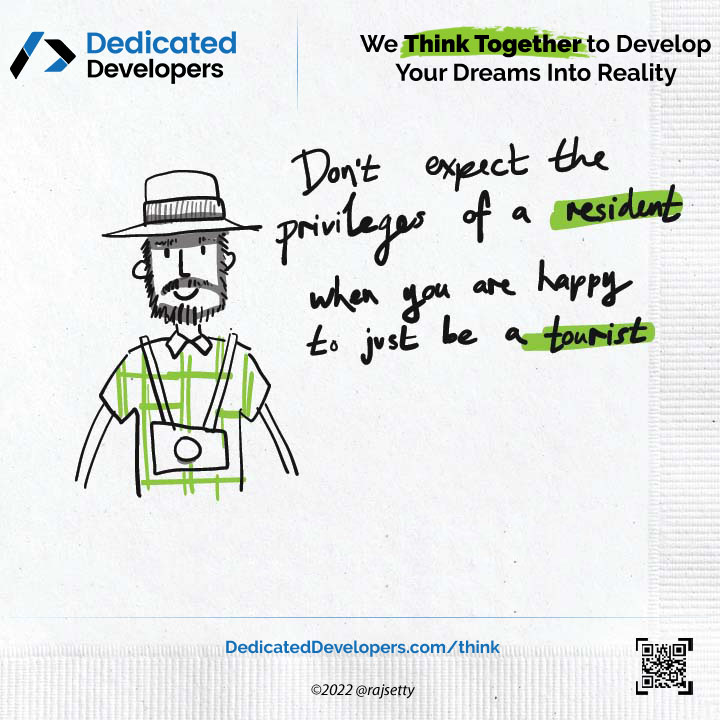 Dedicated
Developers
We Think Together to Develop
Your Dreams Into Reality
Don't expect the
privileges of a resident
when you are happy
to just be a tourist
DedicatedDevelopers.com/think
©2022 @rajsetty